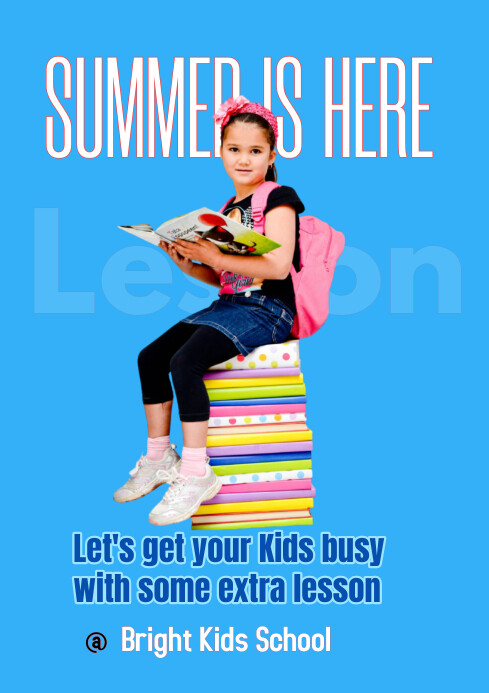 SUMMER IS HERE
Lesson
Let's get your Kids busy
with some extra lesson
@ Bright Kids School